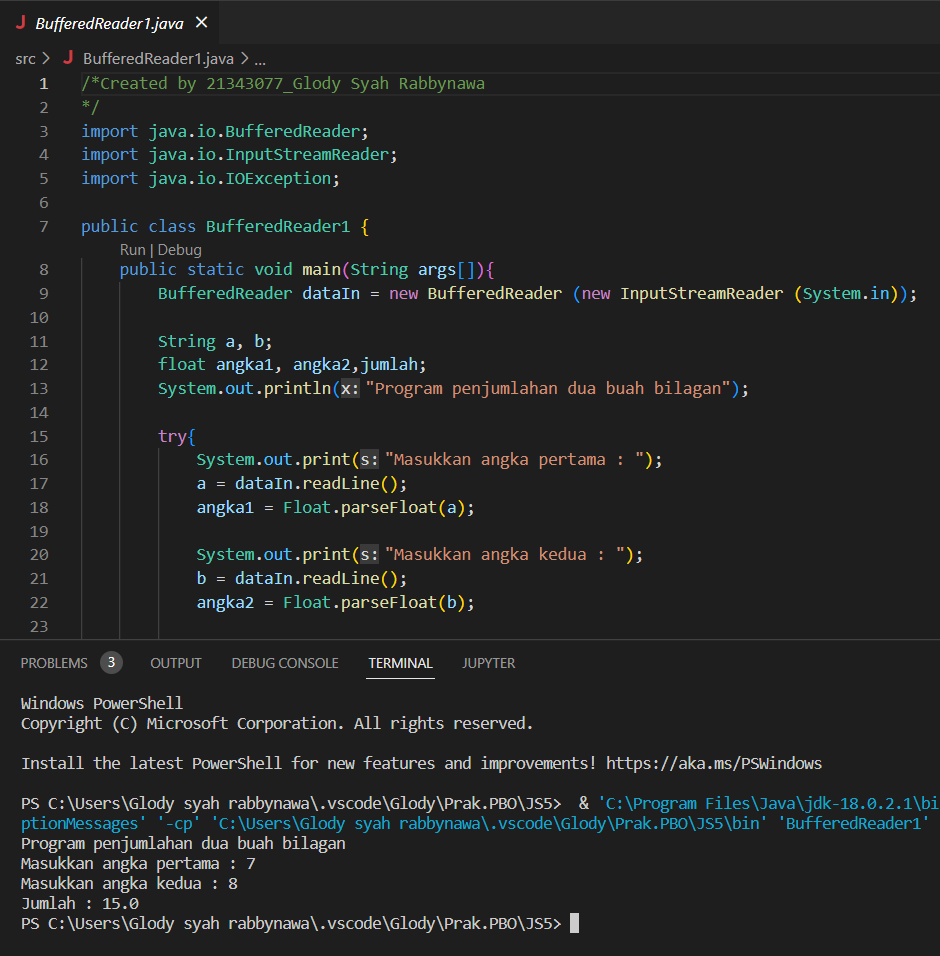 BufferedReader1.java
src > BufferedReader1.java > ...
1 /*Created by 21343077_Glody Syah Rabbynawa
2 */
3 import java.io.BufferedReader;
4 import java.io.InputStreamReader;
5 import java.io.IOException;
6
7 public class BufferedReader1 {
Run | Debug
8 public static void main(String args[]){
9 BufferedReader dataIn = new BufferedReader (new InputStreamReader (System.in));
10
11 String a, b;
12 float angka1, angka2,jumlah;
13 System.out.println(x: "Program penjumlahan dua buah bilagan");
14
15 try{
16 System.out.print(s: "Masukkan angka pertama : ");
17 a = dataIn.readLine();
18 angka1 = Float.parseFloat(a);
19
20 System.out.print(s: "Masukkan angka kedua : ");
21 b = dataIn.readLine();
22 angka2 = Float.parseFloat(b);
23
PROBLEMS 3 OUTPUT DEBUG CONSOLE TERMINAL JUPYTER
Windows PowerShell
Copyright (C) Microsoft Corporation. All rights reserved.
Install the latest PowerShell for new features and improvements! https://aka.ms/PSWindows
PS C:\Users\Glody syah rabbynawa\.vscode\Glody\Prak.PBO\JS5> & 'C:\Program Files\Java\jdk-18.0.2.1\bi
ptionMessages' '-cp' 'C:\Users\Glody syah rabbynawa\.vscode\Glody\Prak.PBO\JS5\bin' 'BufferedReader1'
Program penjumlahan dua buah bilagan
Masukkan angka pertama : 7
Masukkan angka kedua : 8
Jumlah : 15.0
PS C:\Users\Glody syah rabbynawa\.vscode\Glody\Prak.PBO\JS5>